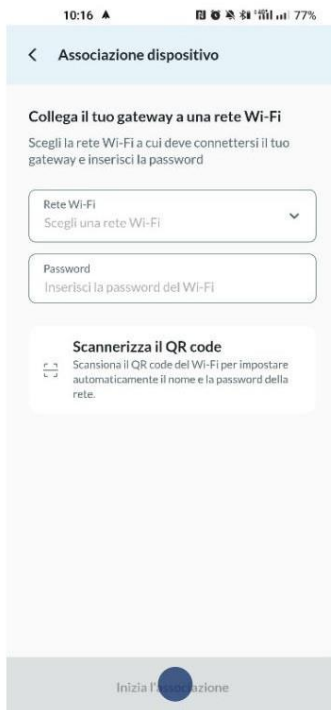 10:16 77%
Associazione dispositivo
Collega il tuo gateway a una rete Wi-Fi
Scegli la rete Wi-Fi a cui deve connettersi il tuo
gateway e inserisci la password
Rete Wi-Fi
Scegli una rete Wi-Fi
Password
Inserisci la password del Wi-Fi
Scannerizza il QR code
Scansiona il QR code del Wi-Fi per impostare
automaticamente il nome e la password della
rete.
Inizia l'associazione